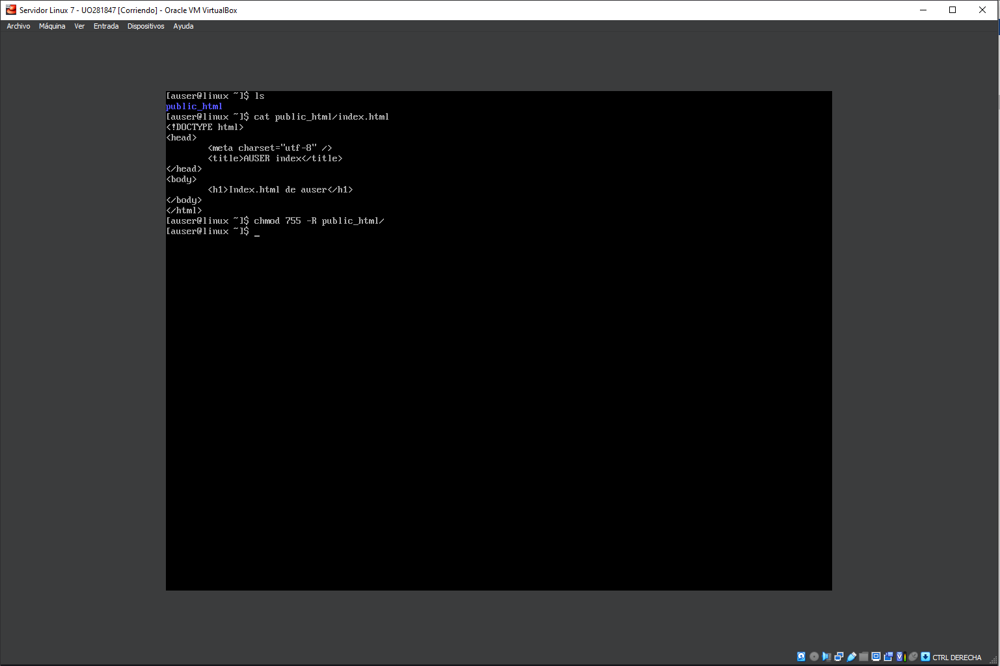 Servidor Linux 7 - UO281847 [Corriendo] - Oracle VM VirtualBox
Archivo Máquina Ver Entrada Dispositivos Ayuda
[auser@linux ~]$ ls
public_html
[auser@linux ~]$ cat public_html/index.html
<!DOCTYPE html>
<head>
        <meta charset="utf-8" />
        <title>AUSER index</title>
</head>
<body>
        <h1>Index.html de auser</h1>
</body>
</html>
[auser@linux ~]$ chmod 755 -R public_html/
[auser@linux ~]$ _
CTRL DERECHA